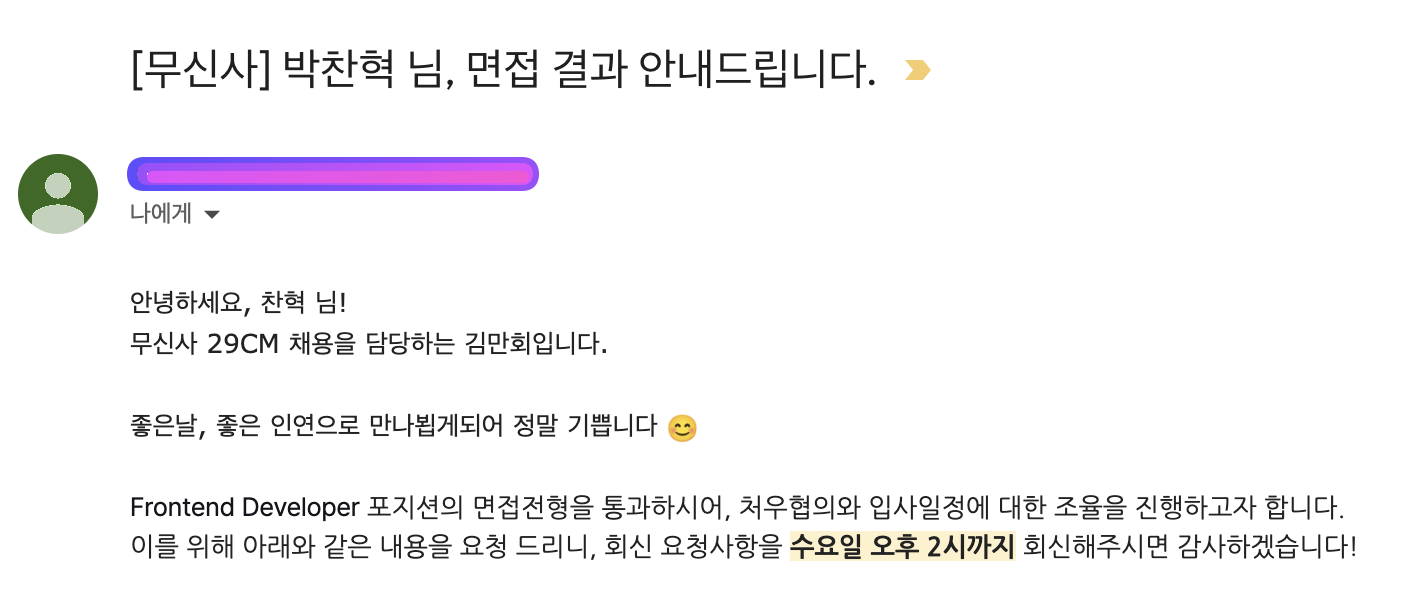 [무신사] 박찬혁 님, 면접 결과 안내드립니다.
나에게
안녕하세요, 찬혁 님!
무신사 29CM 채용을 담당하는 김만회입니다.
좋은날, 좋은 인연으로 만나뵙게되어 정말 기쁩니다 😊
Frontend Developer 포지션의 면접전형을 통과하시어, 처우협의와 입사일정에 대한 조율을 진행하고자 합니다.
이를 위해 아래와 같은 내용을 요청 드리니, 회신 요청사항을 수요일 오후 2시까지 회신해주시면 감사하겠습니다!